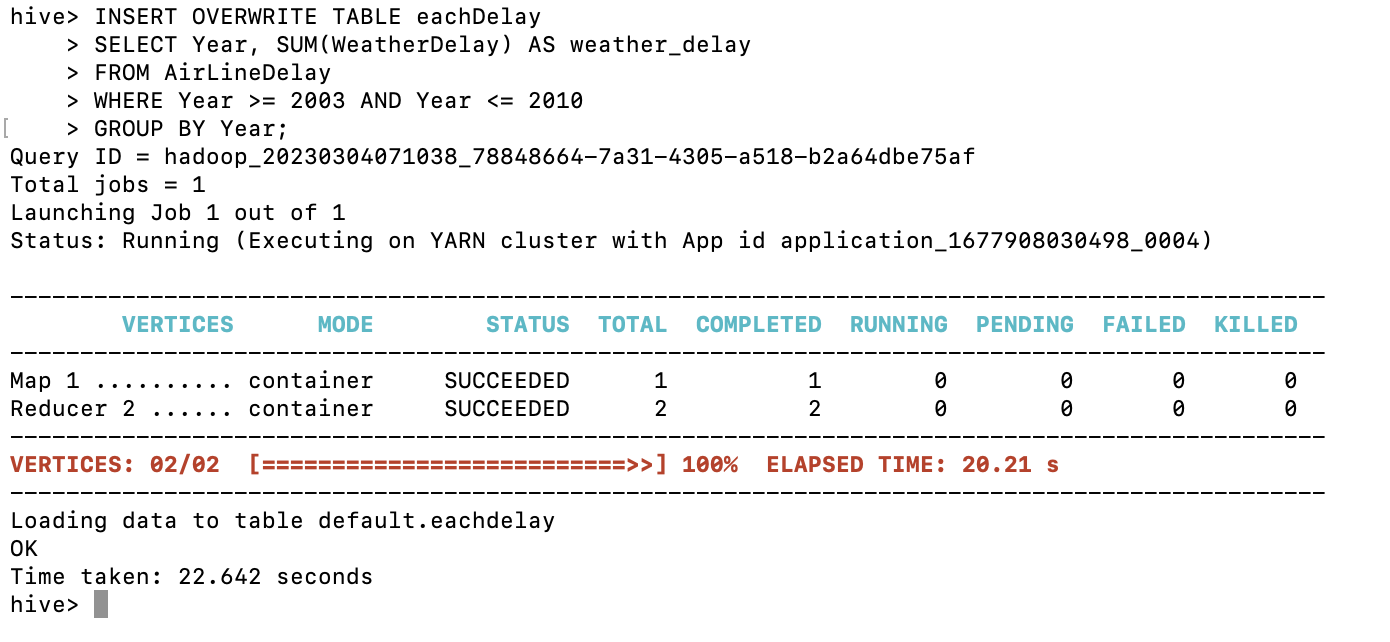 hive> INSERT OVERWRITE TABLE eachDelay
    > SELECT Year, SUM(WeatherDelay) AS weather_delay
    > FROM AirLineDelay
    > WHERE Year >= 2003 AND Year <= 2010
[    > GROUP BY Year;
Query ID = hadoop_20230304071038_78848664-7a31-4305-a518-b2a64dbe75af
Total jobs = 1
Launching Job 1 out of 1
Status: Running (Executing on YARN cluster with App id application_1677908030498_0004)

----------------------------------------------------------------------------------------------
        VERTICES      MODE        STATUS  TOTAL  COMPLETED  RUNNING  PENDING  FAILED  KILLED
----------------------------------------------------------------------------------------------
Map 1 .......... container     SUCCEEDED      1          1        0        0       0       0
Reducer 2 ...... container     SUCCEEDED      2          2        0        0       0       0
----------------------------------------------------------------------------------------------
VERTICES: 02/02  [==========================>>] 100%  ELAPSED TIME: 20.21 s
----------------------------------------------------------------------------------------------
Loading data to table default.eachdelay
OK
Time taken: 22.642 seconds
hive>